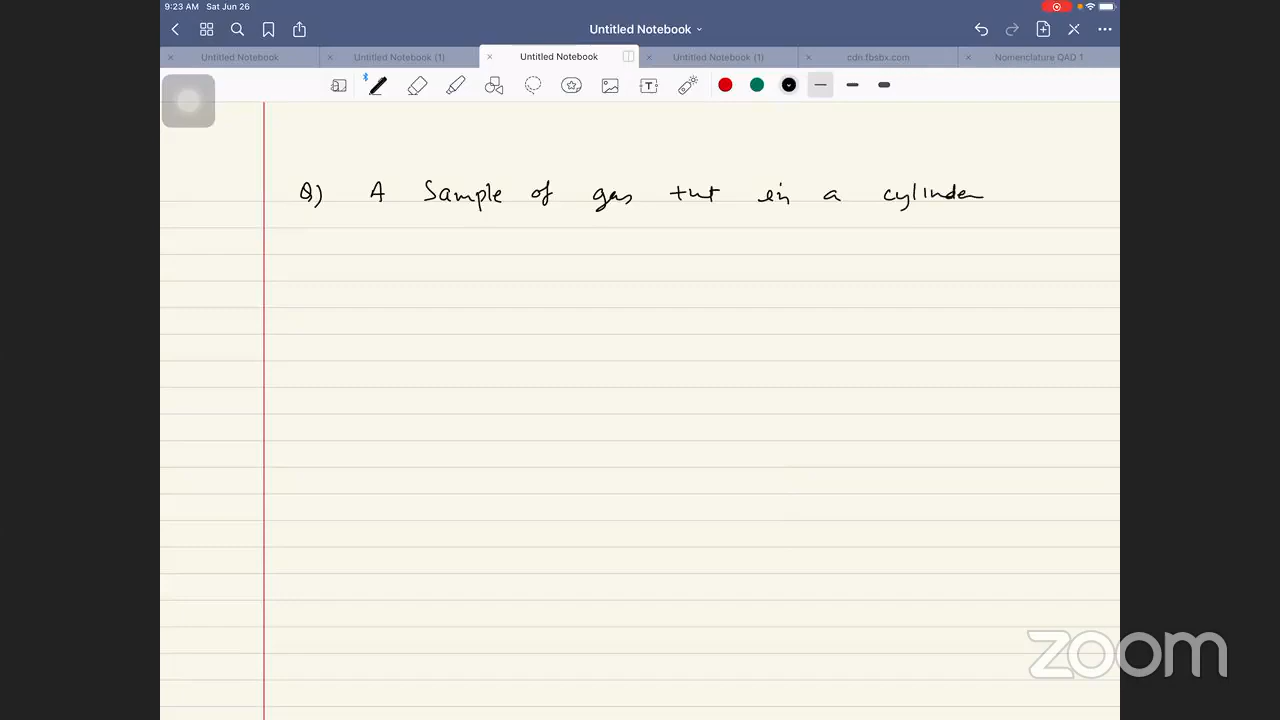 9:23 AM Sat Jun 26
Untitled Notebook
Untitled Notebook
Untitled Notebook (1)
Untitled Notebook
Untitled Notebook (1)
cdn.fbsbx.com
Nomenclature QAD 1
T
Q) A Sample of gas in a cylinder
zoom